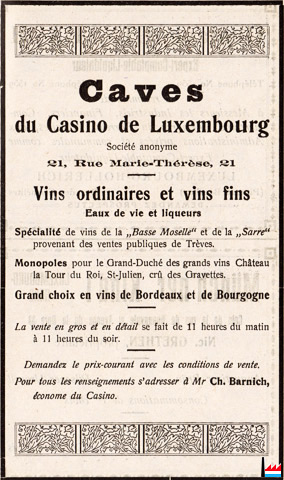 Caves
du Casino de Luxembourg
Société anonyme
21, Rue Marie-Thérèse, 21
Vins ordinaires et vins fins
Eaux de vie et liqueurs
Spécialité de vins de la „Basse Moselle" et de la „Sarre"
provenant des ventes publiques de Trèves.
Monopoles pour le Grand-Duché des grands vins Château
la Tour du Roi, St-Julien, crû des Gravettes.
Grand choix en vins de Bordeaux et de Bourgogne
La vente en gros et en détail se fait de 11 heures du matin
à 11 heures du soir.
Demandez le prix-courant avec les conditions de vente.
Pour tous les renseignements s'adresser à Mr Ch. Barnich,
économe du Casino.